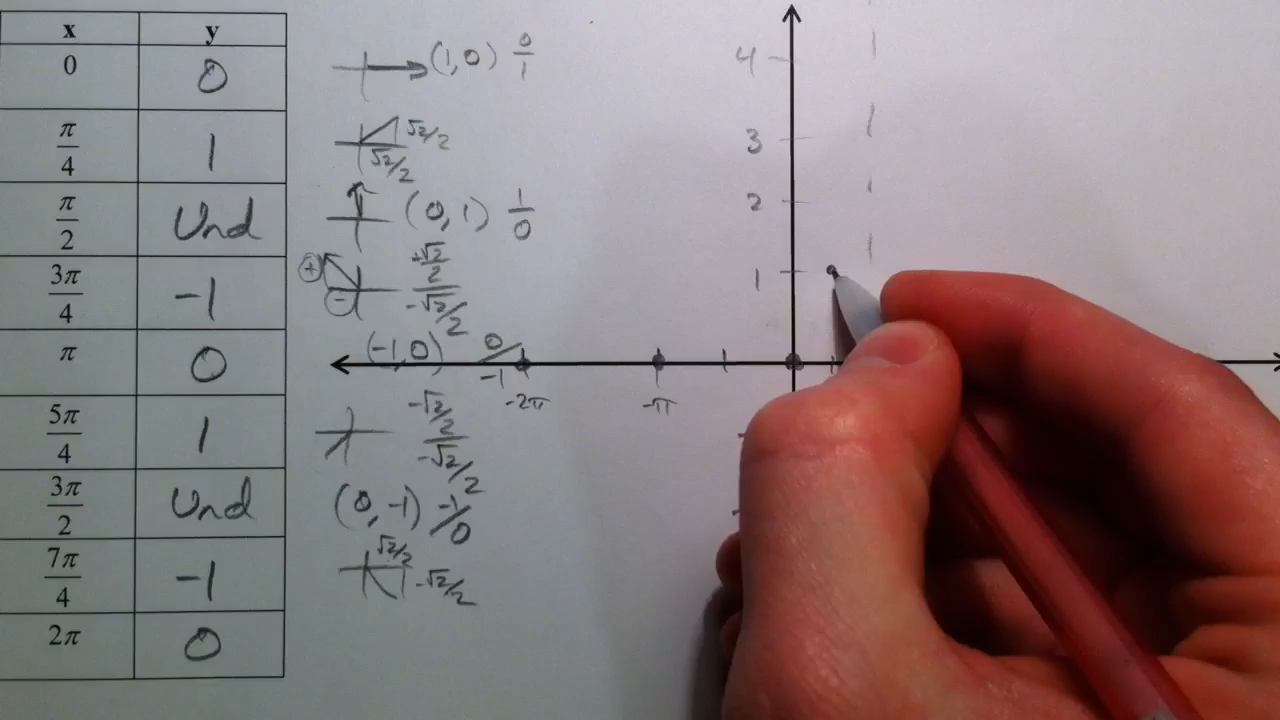 x y
0 0 (1,0) 0/1
π/4 1 √2/2 √2/2
π/2 Und (0,1) 1/0
3π/4 -1 + - +√2/2 / -√2/2
π 0 (-1,0) 0/-1
5π/4 1 -√2/2 / -√2/2
3π/2 Und (0,-1) -1/0
7π/4 -1 √2/2 -√2/2
2π 0
4
3
2
1
-2π -π